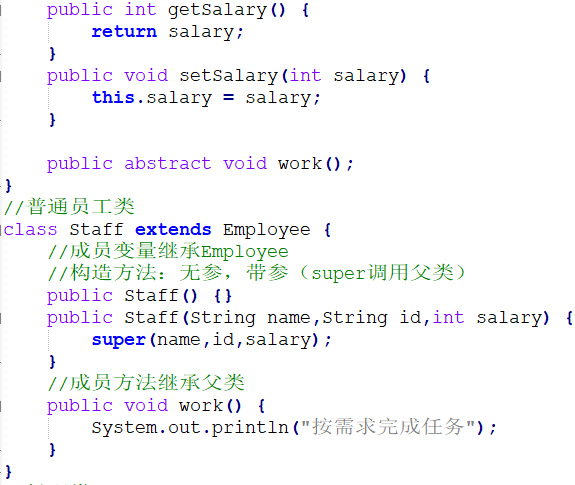 public int getSalary() {
return salary;
}
public void setSalary(int salary) {
this.salary = salary;
}
public abstract void work();
}
//普通员工类
class Staff extends Employee {
//成员变量继承Employee
//构造方法：无参，带参（super调用父类）
public Staff() {}
public Staff(String name,String id,int salary) {
super(name,id,salary);
}
//成员方法继承父类
public void work() {
System.out.println("按需求完成任务");
}
}